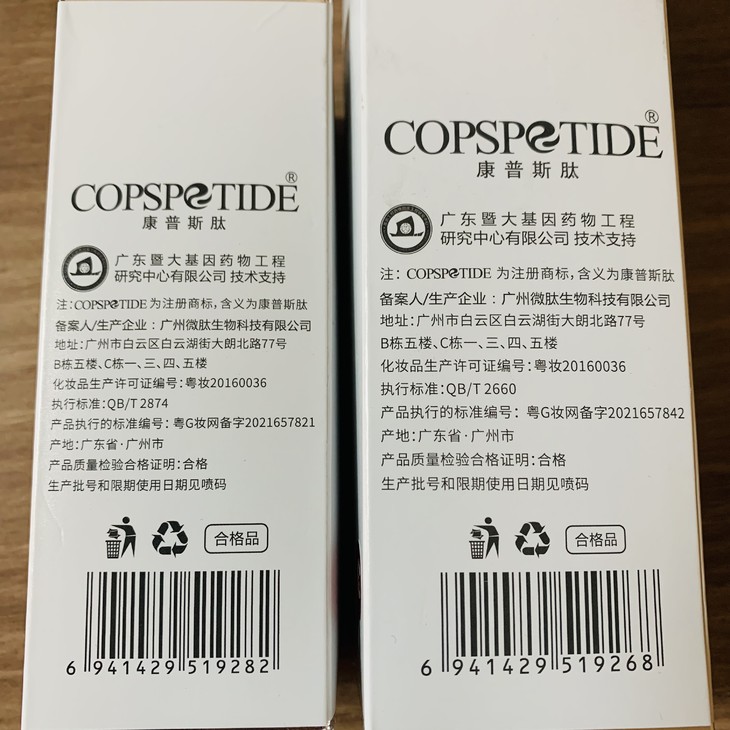 COPSPETIDE®
康普斯肽
广东暨大基因药物工程
研究中心有限公司 技术支持
注:COPSPETIDE 为注册商标,含义为康普斯肽
备案人/生产企业:广州微肽生物科技有限公司
地址:广州市白云区白云湖街大朗北路77号
B栋五楼、C栋一、三、四、五楼
化妆品生产许可证编号:粤妆20160036
执行标准:QB/T 2874
产品执行的标准编号:粤G妆网备字2021657821
产地:广东省·广州市
产品质量检验合格证明:合格
生产批号和限期使用日期见喷码
合格品
6 941429 519282
COPSPETIDE®
康普斯肽
广东暨大基因药物工程
研究中心有限公司 技术支持
注: COPSPETIDE 为注册商标,含义为康普斯肽
备案人/生产企业:广州微肽生物科技有限公司
地址:广州市白云区白云湖街大朗北路77号
B栋五楼、C栋一、三、四、五楼
化妆品生产许可证编号:粤妆20160036
执行标准:QB/T 2660
产品执行的标准编号:粤G妆网备字2021657842
产地:广东省·广州市
产品质量检验合格证明:合格
生产批号和限期使用日期见喷码
合格品
6 941429 519268